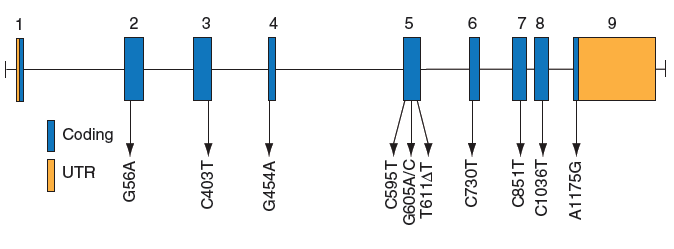 1 2 3 4 5 6 7 8 9
Coding
UTR
G56A
C403T
G454A
C595T
G605A/C
T611ΔT
C730T
C851T
C1036T
A1175G